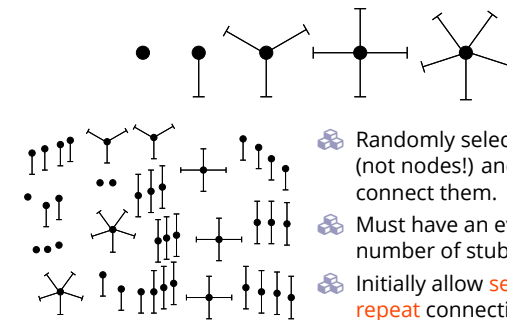 Randomly selec
(not nodes!) an
connect them.
Must have an ev
number of stub
Initially allow se
repeat connecti